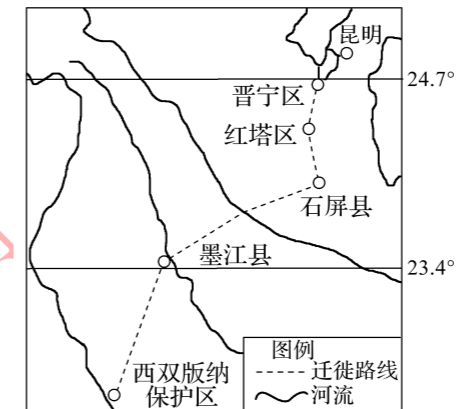 昆明
24.7°
晋宁区
红塔区
石屏县
墨江县
23.4°
西双版纳
保护区
图例
迁徙路线
河流